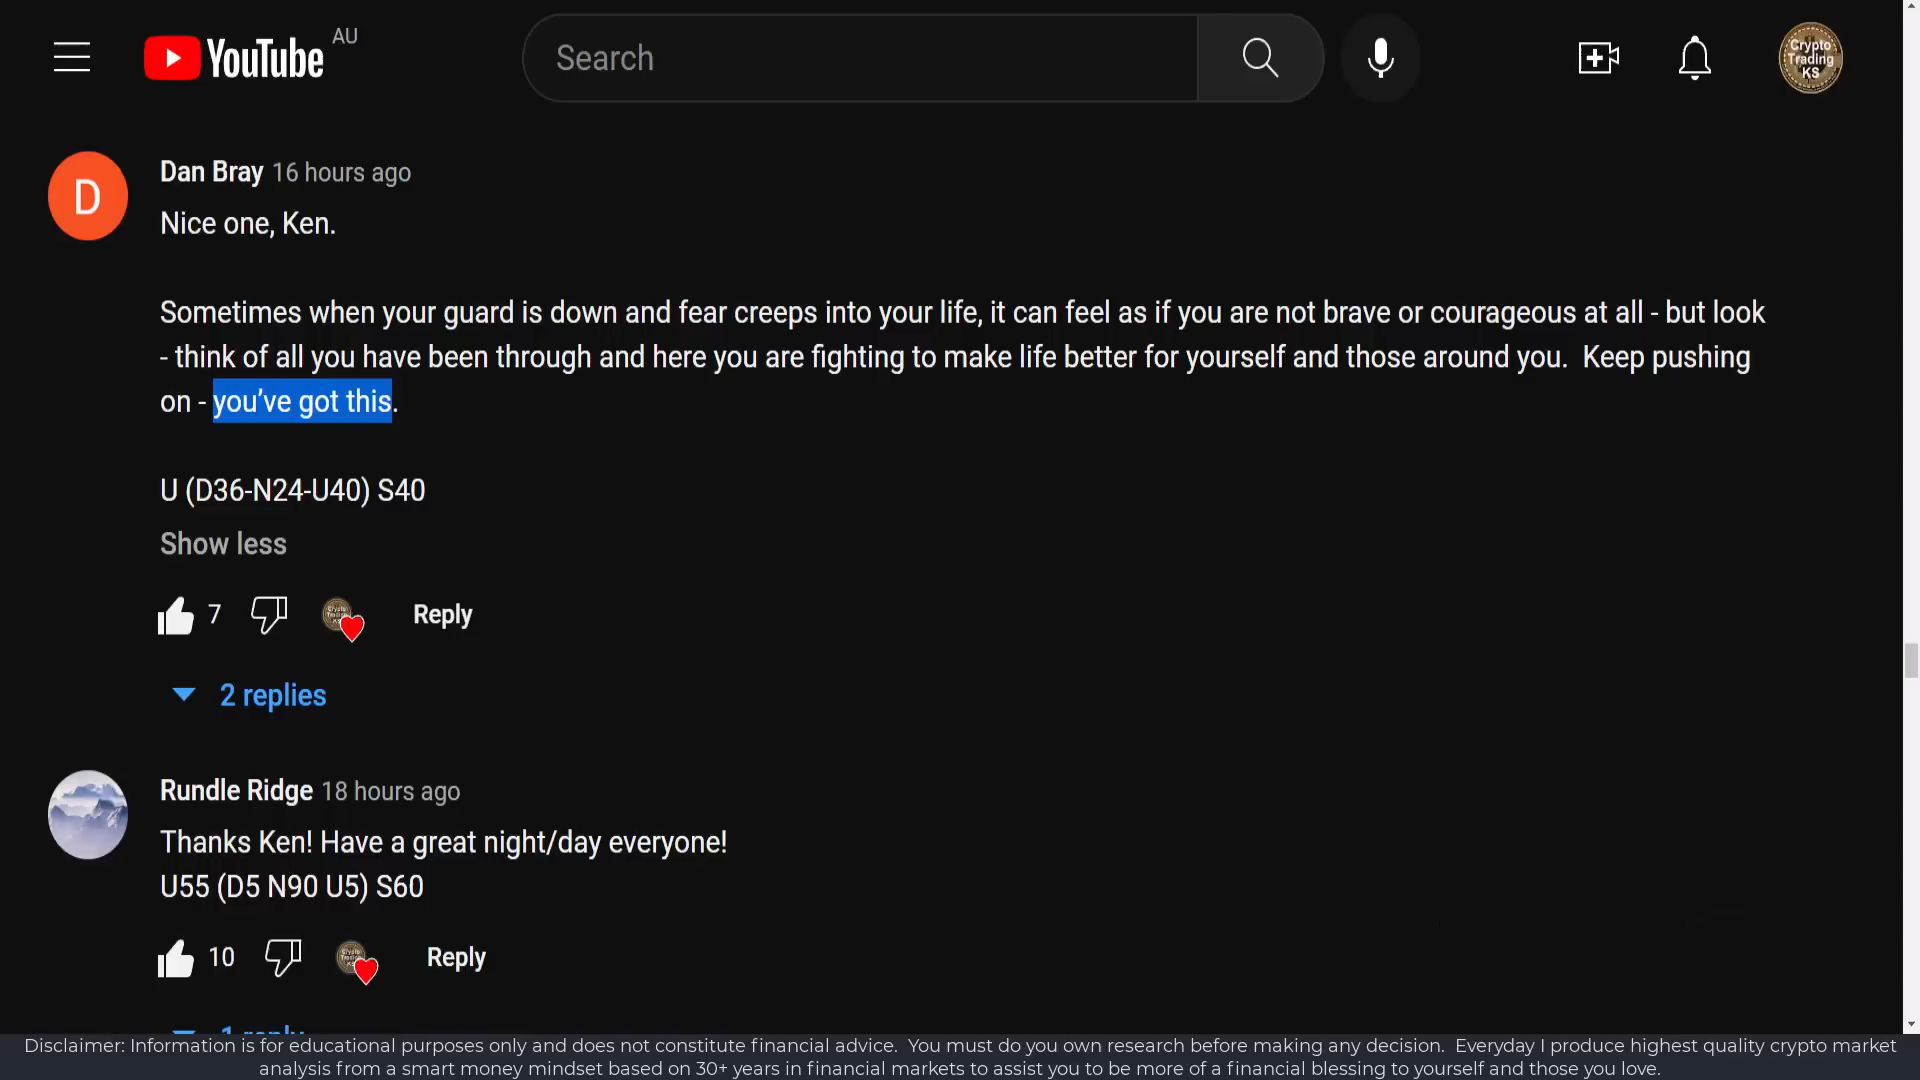 YouTube AU
Search
Crypto
Trading
KS
D
Dan Bray 16 hours ago
Nice one, Ken.
Sometimes when your guard is down and fear creeps into your life, it can feel as if you are not brave or courageous at all - but look
- think of all you have been through and here you are fighting to make life better for yourself and those around you.  Keep pushing
on - you’ve got this.
U (D36-N24-U40) S40
Show less
7 Reply
2 replies
Rundle Ridge 18 hours ago
Thanks Ken! Have a great night/day everyone!
U55 (D5 N90 U5) S60
10 Reply
1 reply
Disclaimer: Information is for educational purposes only and does not constitute financial advice.  You must do you own research before making any decision.  Everyday I produce highest quality crypto market
analysis from a smart money mindset based on 30+ years in financial markets to assist you to be more of a financial blessing to yourself and those you love.